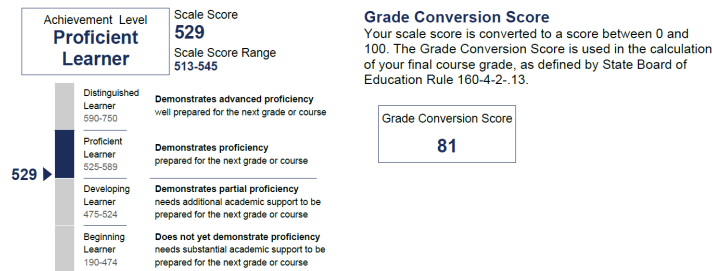 Achievement Level
Proficient
Learner
Scale Score
529
Scale Score Range
513-545
Distinguished
Learner
590-750
Demonstrates advanced proficiency
well prepared for the next grade or course
Proficient
Learner
525-589
Demonstrates proficiency
prepared for the next grade or course
529
Developing
Learner
475-524
Demonstrates partial proficiency
needs additional academic support to be
prepared for the next grade or course
Beginning
Learner
190-474
Does not yet demonstrate proficiency
needs substantial academic support to be
prepared for the next grade or course
Grade Conversion Score
Your scale score is converted to a score between 0 and
100. The Grade Conversion Score is used in the calculation
of your final course grade, as defined by State Board of
Education Rule 160-4-2-.13.
Grade Conversion Score
81